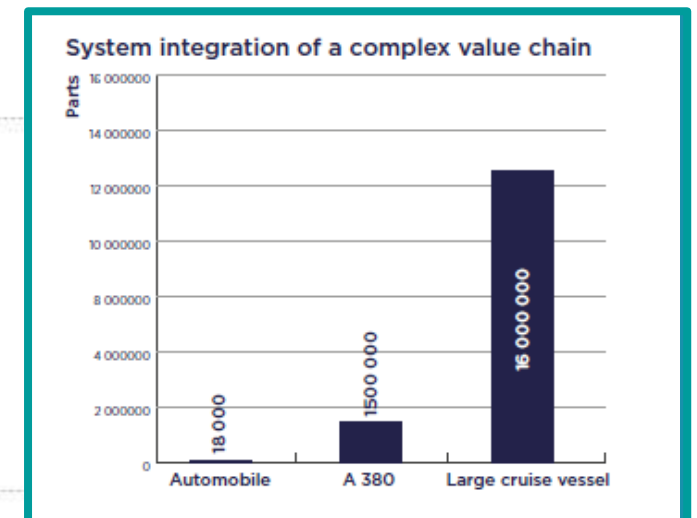 System integration of a complex value chain
Parts
16 000000
14 000000
12 000000
10 000000
8 000000
4 000000
2 000000
0
18 000
1500 000
16 000 000
Automobile
A 380
Large cruise vessel